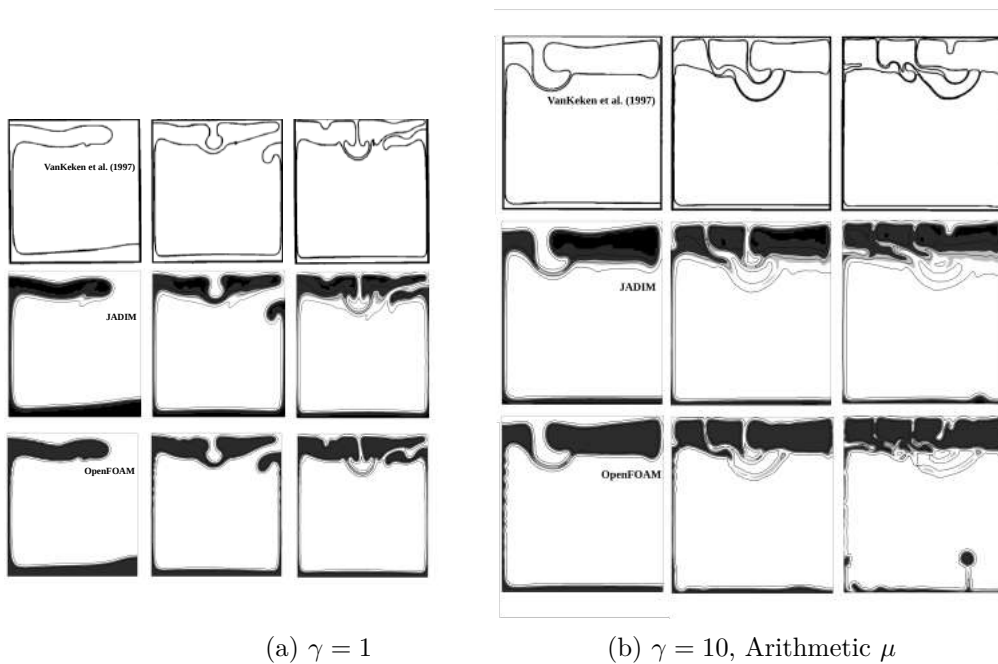 VanKeken et al. (1997)
JADIM
OpenFOAM
VanKeken et al. (1997)
JADIM
OpenFOAM
(a) γ = 1
(b) γ = 10, Arithmetic μ